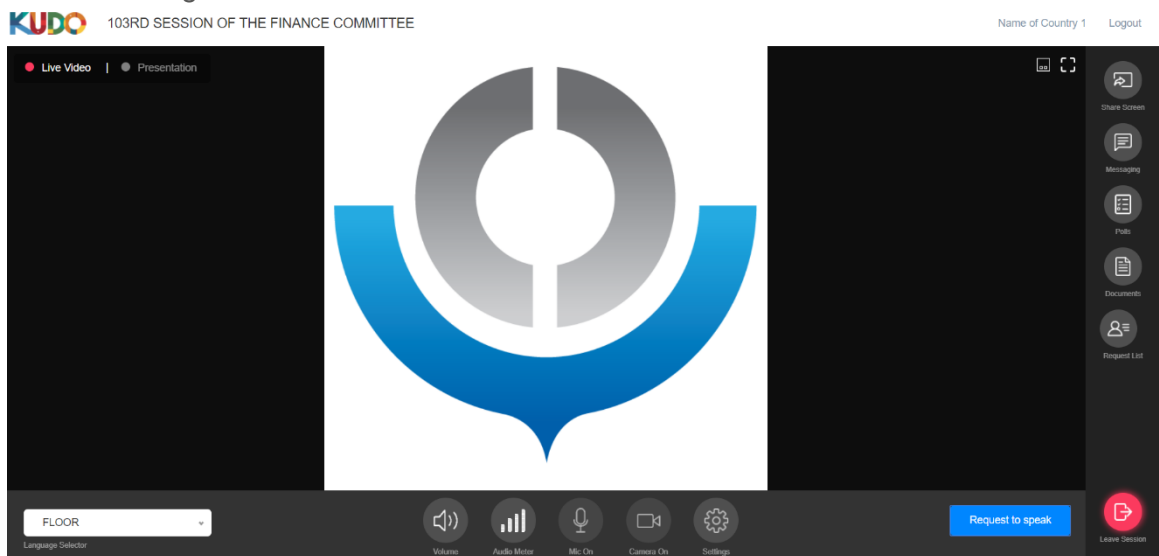 KUDO 103RD SESSION OF THE FINANCE COMMITTEE Name of Country 1 Logout
Live Video | Presentation
Share Screen
Messaging
Polls
Documents
Request List
FLOOR
Language Selector
Volume Audio Meter Mic On Camera On Settings
Request to speak
Leave Session